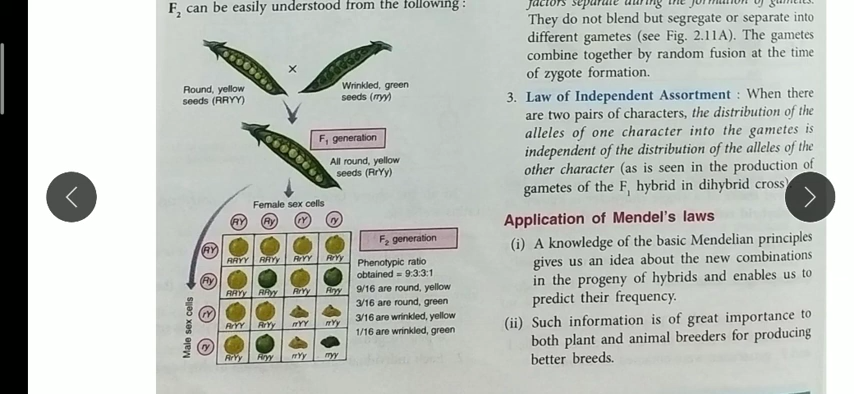 F2 can be easily understood from the following :
Round, yellow
seeds (RRYY)
×
Wrinkled, green
seeds (rryy)
F1 generation
All round, yellow
seeds (RrYy)
Female sex cells
RY Ry rY ry
Male sex cells
RY
RRYY RRYy RrYY RrYy
Ry
RRYy RRyy RrYy Rryy
rY
RrYY RrYy rrYY rrYy
ry
RrYy Rryy rrYy rryy
F2 generation
Phenotypic ratio
obtained = 9:3:3:1
9/16 are round, yellow
3/16 are round, green
3/16 are wrinkled, yellow
1/16 are wrinkled, green
factors separate during the formation of gametes.
They do not blend but segregate or separate into
different gametes (see Fig. 2.11A). The gametes
combine together by random fusion at the time
of zygote formation.
3. Law of Independent Assortment : When there
are two pairs of characters, the distribution of the
alleles of one character into the gametes is
independent of the distribution of the alleles of the
other character (as is seen in the production of
gametes of the F1 hybrid in dihybrid cross)
Application of Mendel's laws
(i) A knowledge of the basic Mendelian principles
gives us an idea about the new combinations
in the progeny of hybrids and enables us to
predict their frequency.
(ii) Such information is of great importance to
both plant and animal breeders for producing
better breeds.